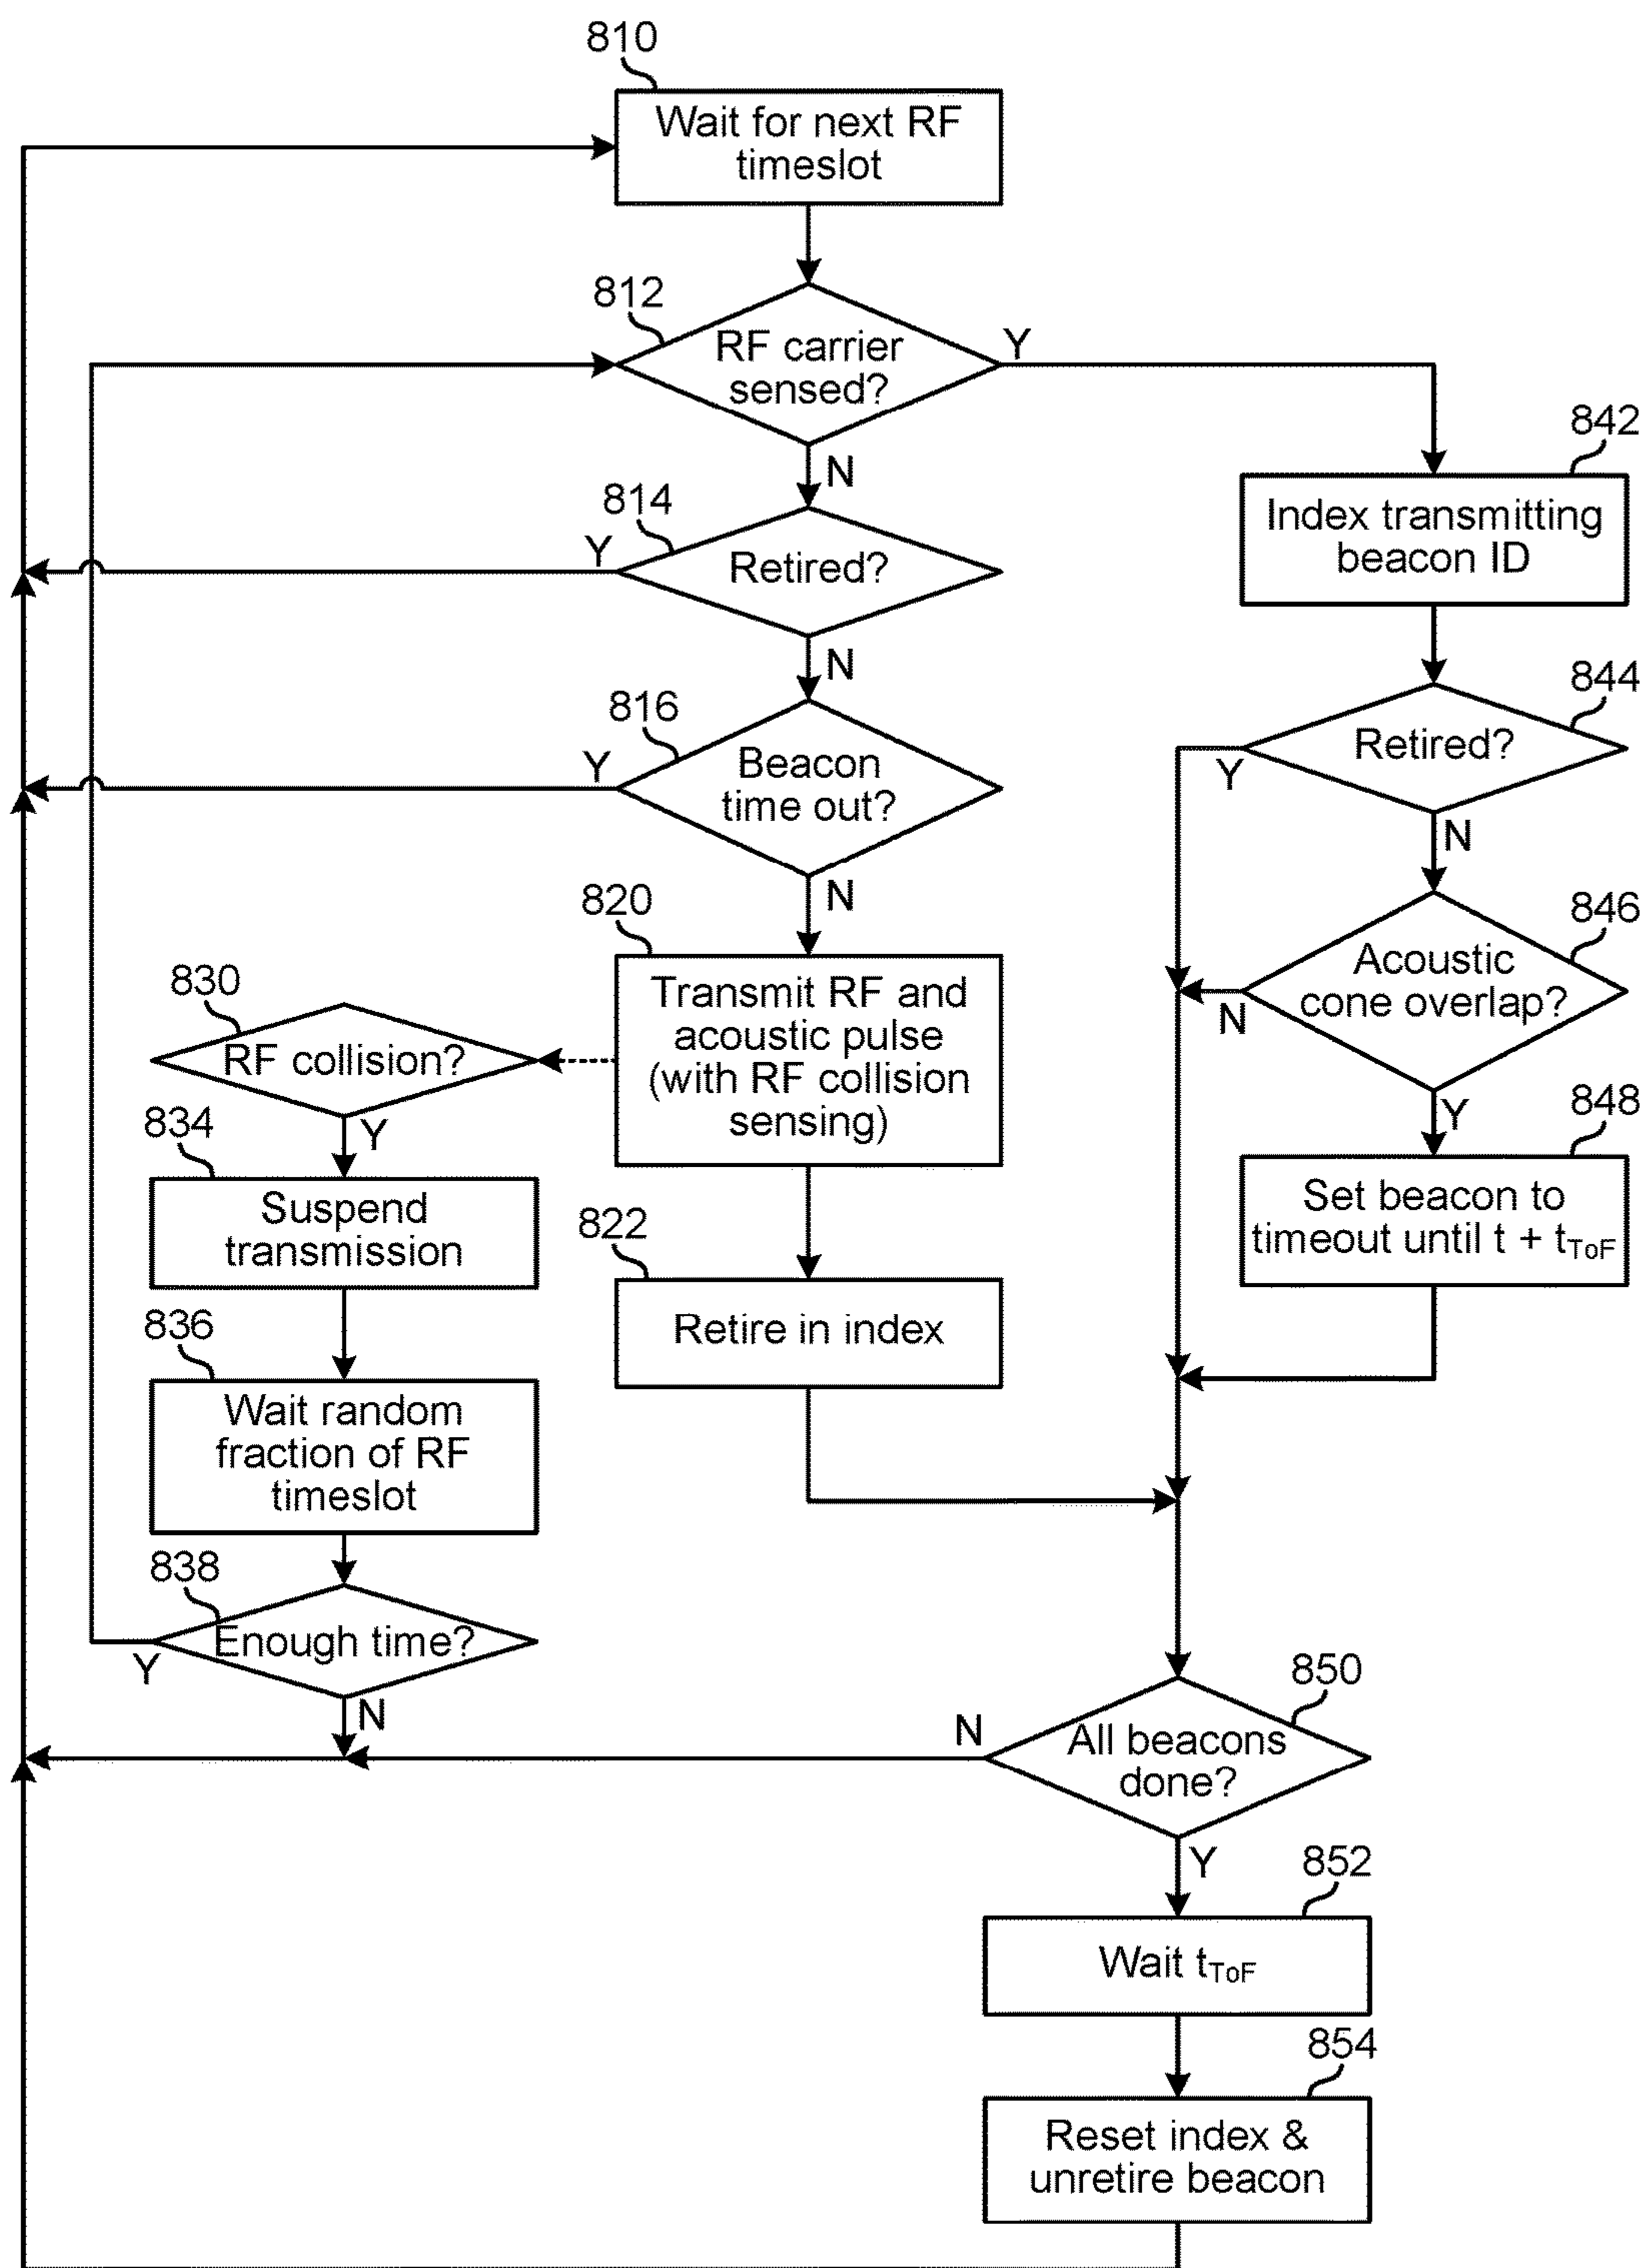 810
Wait for next RF
timeslot
812
RF carrier
sensed?
Y
N
842
Index transmitting
beacon ID
814
Retired?
Y
N
844
Retired?
Y
N
816
Beacon
time out?
Y
N
846
Acoustic
cone overlap?
N
Y
820
Transmit RF and
acoustic pulse
(with RF collision
sensing)
830
RF collision?
Y
848
Set beacon to
timeout until t + tToF
834
Suspend
transmission
822
Retire in index
836
Wait random
fraction of RF
timeslot
838
Enough time?
Y
N
850
All beacons
done?
N
Y
852
Wait tToF
854
Reset index &
unretire beacon